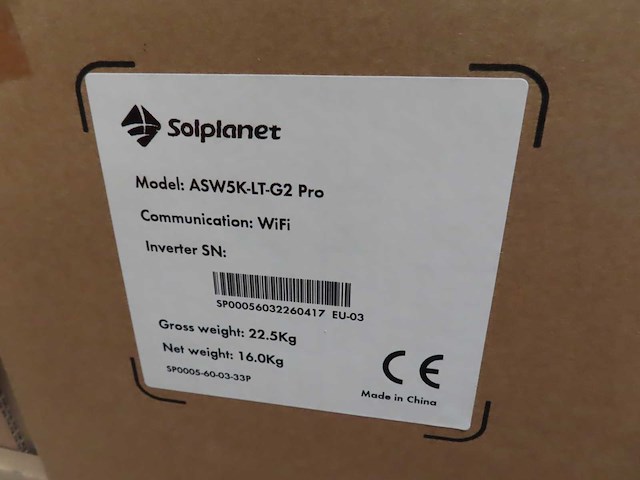 Solplanet
Model: ASW5K-LT-G2 Pro
Communication: WiFi
Inverter SN:
SP00056032260417 EU-03
Gross weight: 22.5Kg
Net weight: 16.0Kg
SP0005-60-03-33P
CE
Made in China